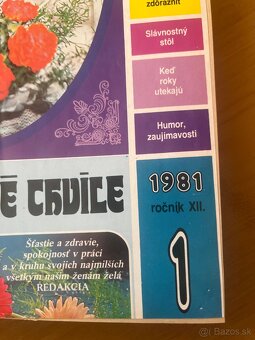 zdôrazniť
Slávnostný
stôl
Keď
roky
utekajú
Humor,
zaujímavosti
É CHVÍLE
1981
ročník XII.
1
Šťastie a zdravie,
spokojnosť v práci
a v kruhu svojich najmilších
všetkým našim ženám želá
REDAKCIA
Bazos.sk